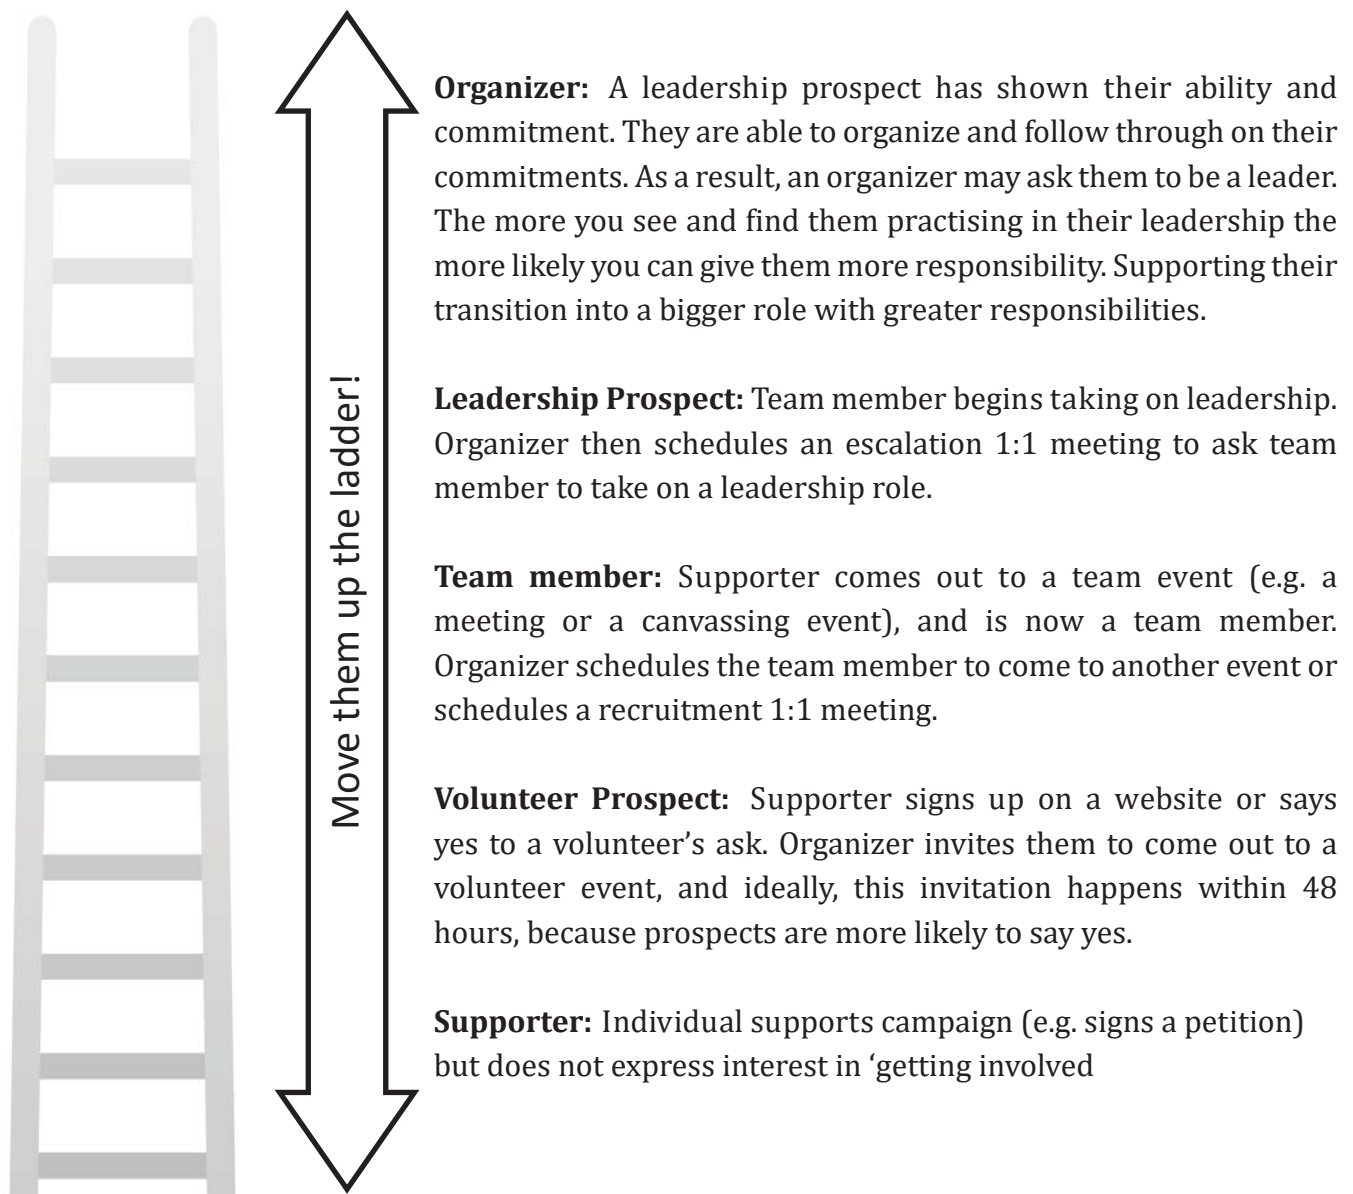 Move them up the ladder!
Organizer: A leadership prospect has shown their ability and
commitment. They are able to organize and follow through on their
commitments. As a result, an organizer may ask them to be a leader.
The more you see and find them practising in their leadership the
more likely you can give them more responsibility. Supporting their
transition into a bigger role with greater responsibilities.
Leadership Prospect: Team member begins taking on leadership.
Organizer then schedules an escalation 1:1 meeting to ask team
member to take on a leadership role.
Team member: Supporter comes out to a team event (e.g. a
meeting or a canvassing event), and is now a team member.
Organizer schedules the team member to come to another event or
schedules a recruitment 1:1 meeting.
Volunteer Prospect: Supporter signs up on a website or says
yes to a volunteer’s ask. Organizer invites them to come out to a
volunteer event, and ideally, this invitation happens within 48
hours, because prospects are more likely to say yes.
Supporter: Individual supports campaign (e.g. signs a petition)
but does not express interest in ‘getting involved